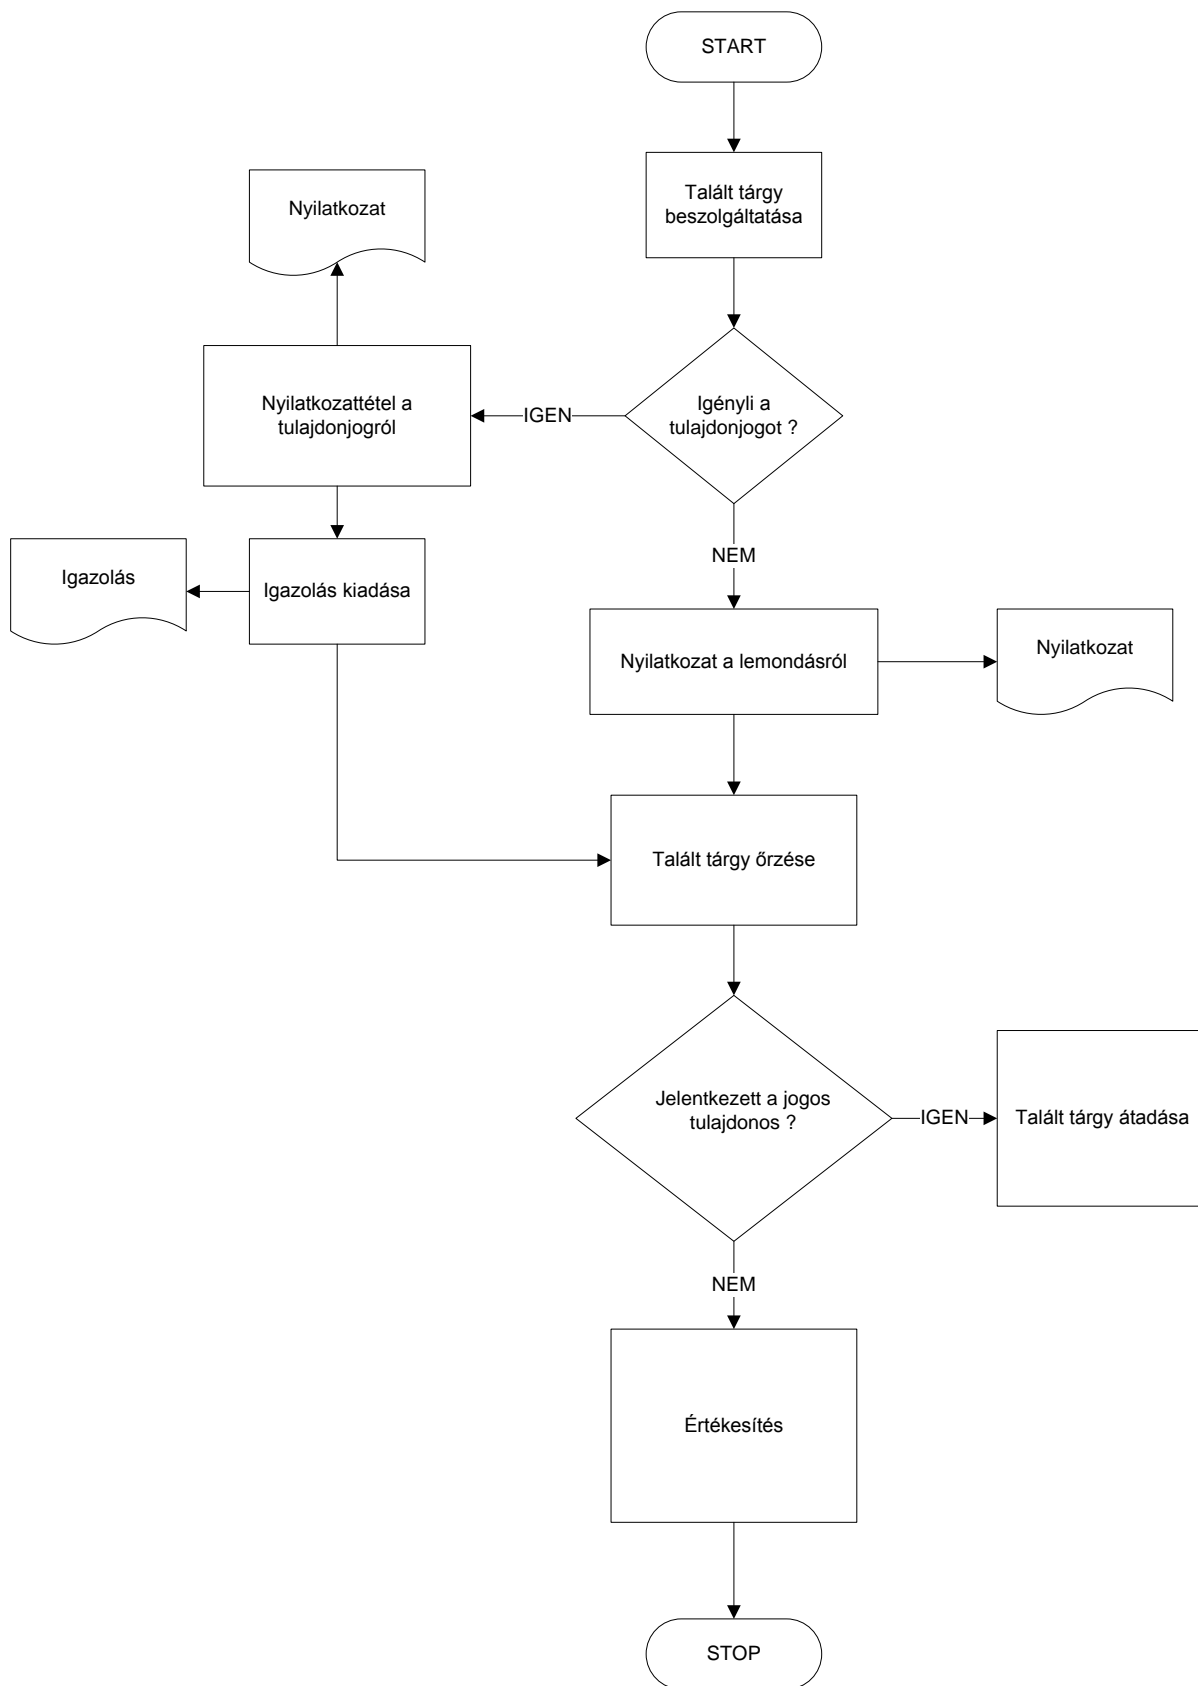 START
Talált tárgy
beszolgáltatása
Nyilatkozat
Igényli a
tulajdonjogot ?
IGEN
Nyilatkozattétel a
tulajdonjogról
NEM
Igazolás
Igazolás kiadása
Nyilatkozat a lemondásról
Nyilatkozat
Talált tárgy őrzése
Jelentkezett a jogos
tulajdonos ?
IGEN
Talált tárgy átadása
NEM
Értékesítés
STOP